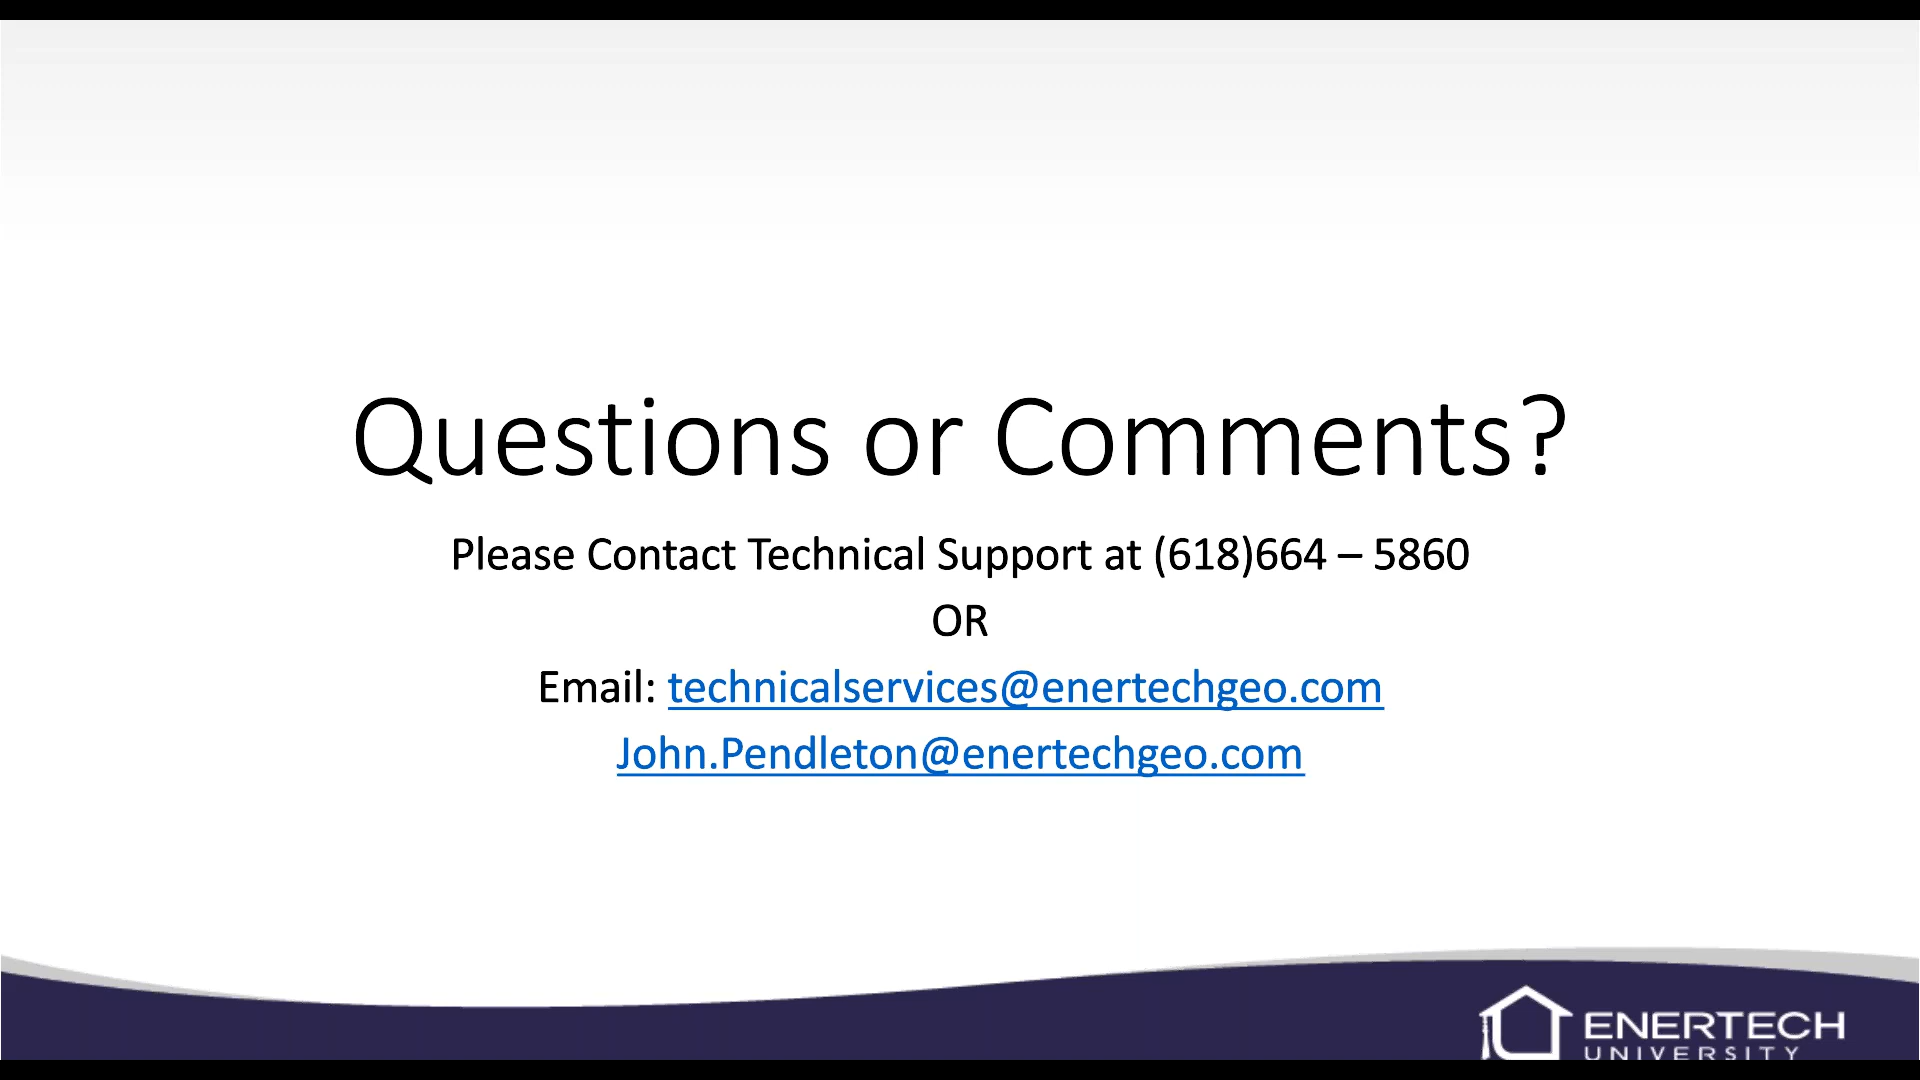 Questions or Comments?
Please Contact Technical Support at (618)664 – 5860
OR
Email: technicalservices@enertechgeo.com
John.Pendleton@enertechgeo.com
ENERTECH
UNIVERSITY